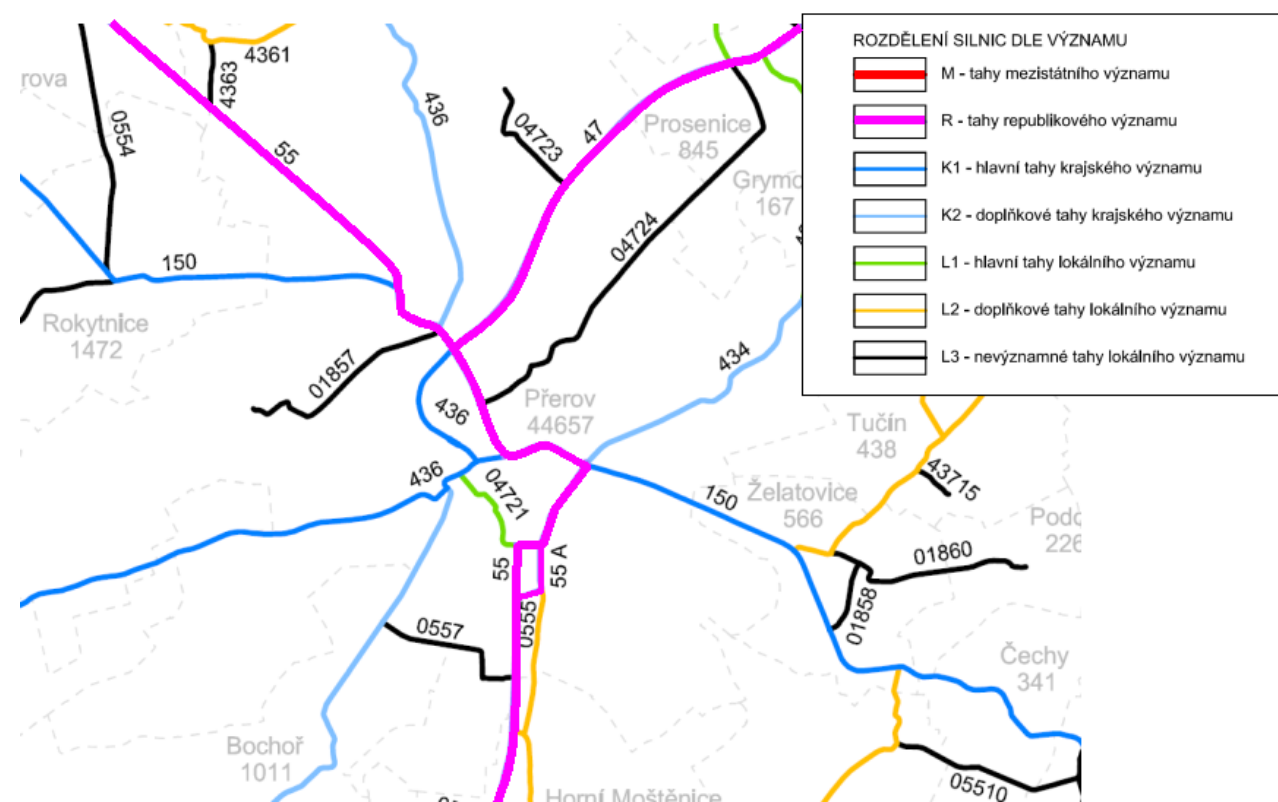 ROZDĚLENÍ SILNIC DLE VÝZNAMU
M - tahy mezistátního významu
R - tahy republikového významu
K1 - hlavní tahy krajského významu
K2 - doplňkové tahy krajského významu
L1 - hlavní tahy lokálního významu
L2 - doplňkové tahy lokálního významu
L3 - nevýznamné tahy lokálního významu
4361
4363
rova
0554
436
55
04723
47
Prosenice
845
Grymo
167
04724
150
Rokytnice
1472
01857
436
Přerov
44657
434
Tučín
438
43715
436
04721
150
Želatovice
566
Podo
226
01860
55
55 A
01858
0555
0557
Čechy
341
Bochoř
1011
05510
Horní Moštěnice